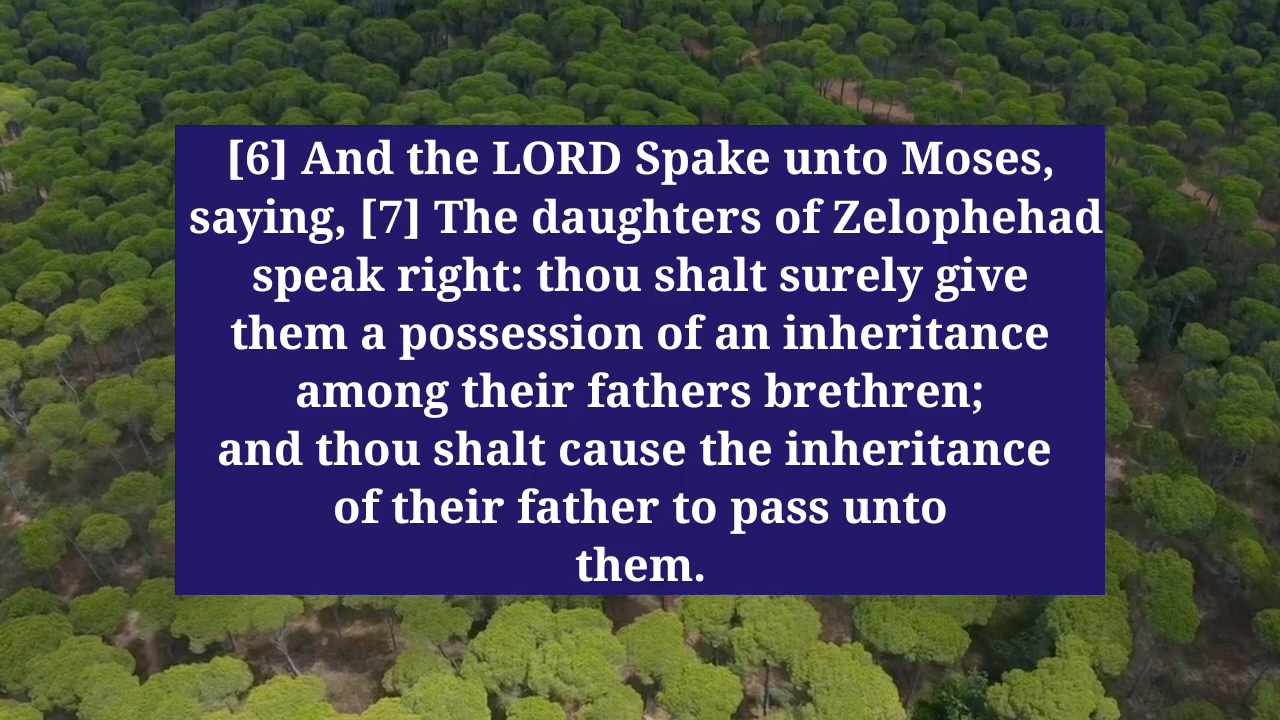 [6] And the LORD Spake unto Moses,
saying, [7] The daughters of Zelophehad
speak right: thou shalt surely give
them a possession of an inheritance
among their fathers brethren;
and thou shalt cause the inheritance
of their father to pass unto
them.